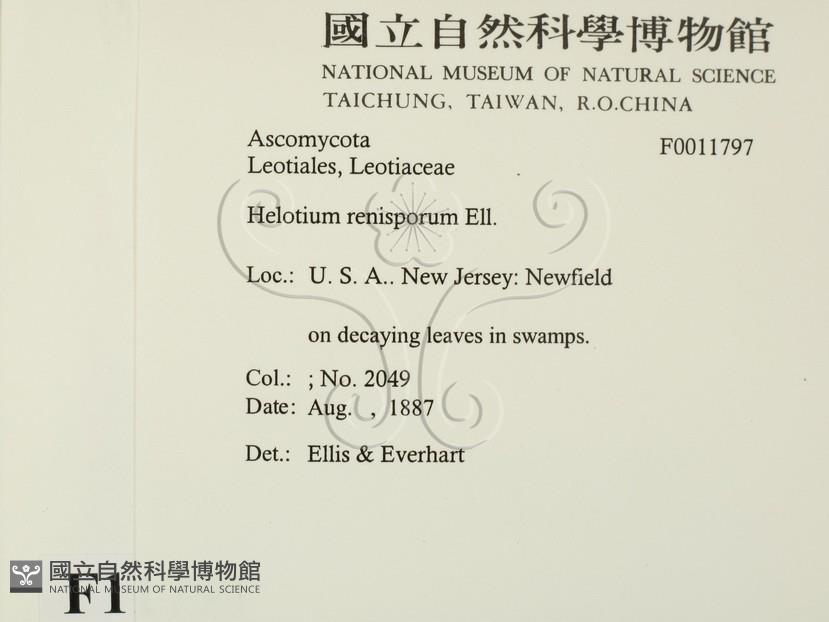 國立自然科學博物館
NATIONAL MUSEUM OF NATURAL SCIENCE
TAICHUNG, TAIWAN, R.O.CHINA
Ascomycota F0011797
Leotiales, Leotiaceae
Helotium renisporum Ell.
Loc.: U. S. A.. New Jersey: Newfield
on decaying leaves in swamps.
Col.: ; No. 2049
Date: Aug. , 1887
Det.: Ellis & Everhart
國立自然科學博物館
NATIONAL MUSEUM OF NATURAL SCIENCE
F1